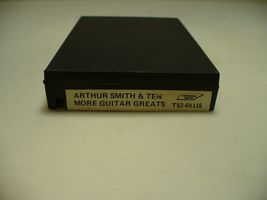 ARTHUR SMITH & TEN
MORE GUITAR GREATS TS2-60116